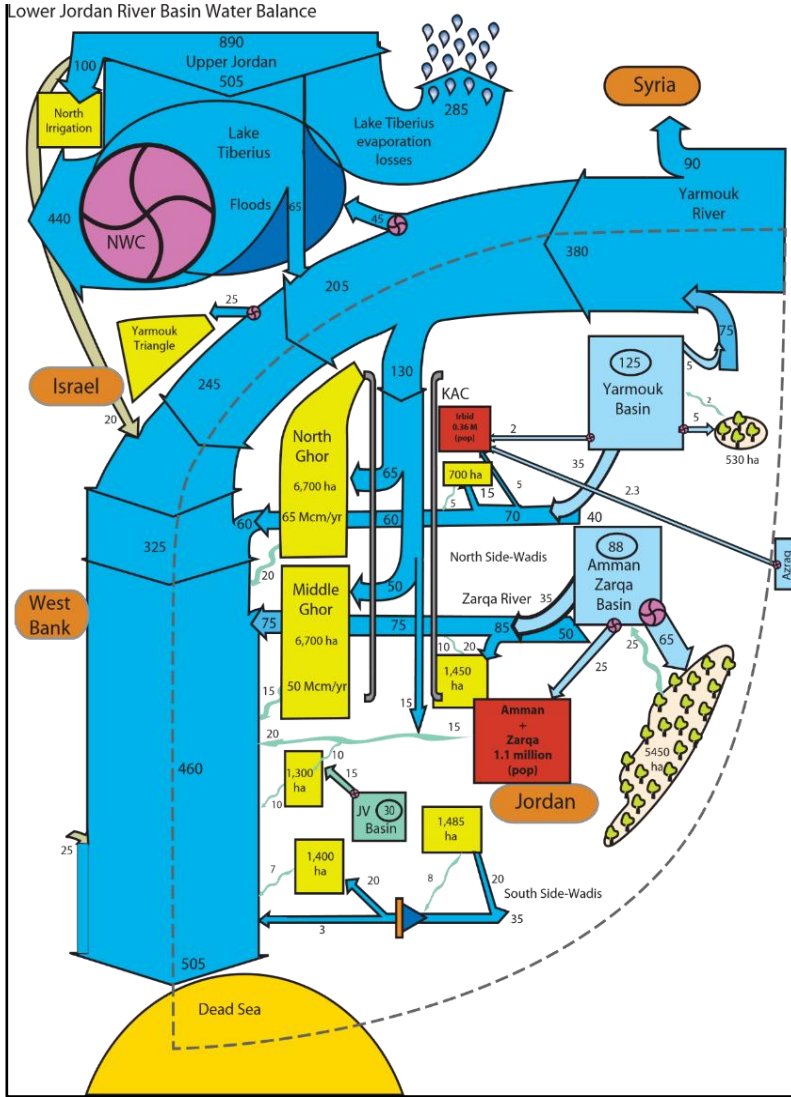 Lower Jordan River Basin Water Balance
890
Upper Jordan
505
100
North
Irrigation
Lake
Tiberius
Lake Tiberius
evaporation
losses
285
Syria
90
Yarmouk
River
440
NWC
Floods
65
45
380
205
25
Yarmouk
Triangle
Israel
20
245
130
KAC
75
125
Yarmouk
Basin
5
2
5
530 ha
Irbid
0.36 M
(pop)
2
35
North
Ghor
6,700 ha
65 Mcm/yr
65
700 ha
15
5
5
2.3
60
60
70
40
325
20
North Side-Wadis
88
Amman
Zarqa
Basin
Azraq
West
Bank
Middle
Ghor
6,700 ha
50 Mcm/yr
50
Zarqa River
35
75
75
85
50
65
10
20
1,450
ha
25
25
15
15
20
15
Amman
+
Zarqa
1.1 million
(pop)
5450
ha
Jordan
460
10
1,300
ha
10
15
JV
30
Basin
1,485
ha
25
1,400
ha
7
20
8
20
South Side-Wadis
3
35
505
Dead Sea